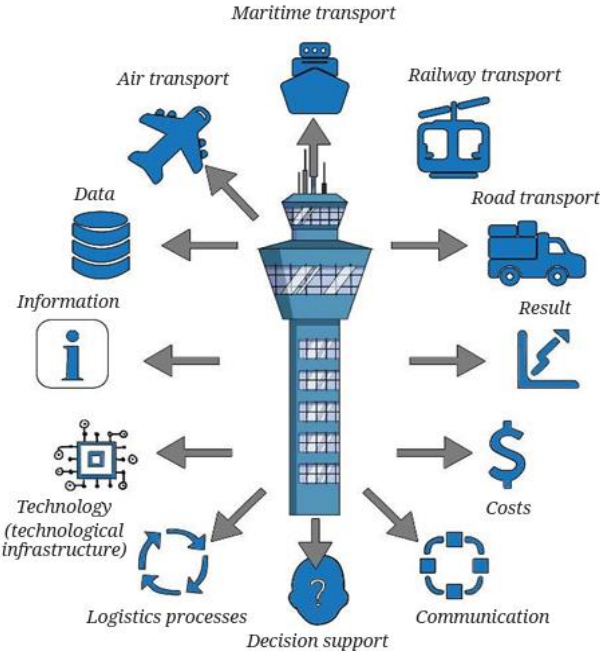 Maritime transport
Air transport
Railway transport
Data
Road transport
Information
Result
i
Technology
(technological
infrastructure)
$
Costs
?
Logistics processes
Communication
Decision support